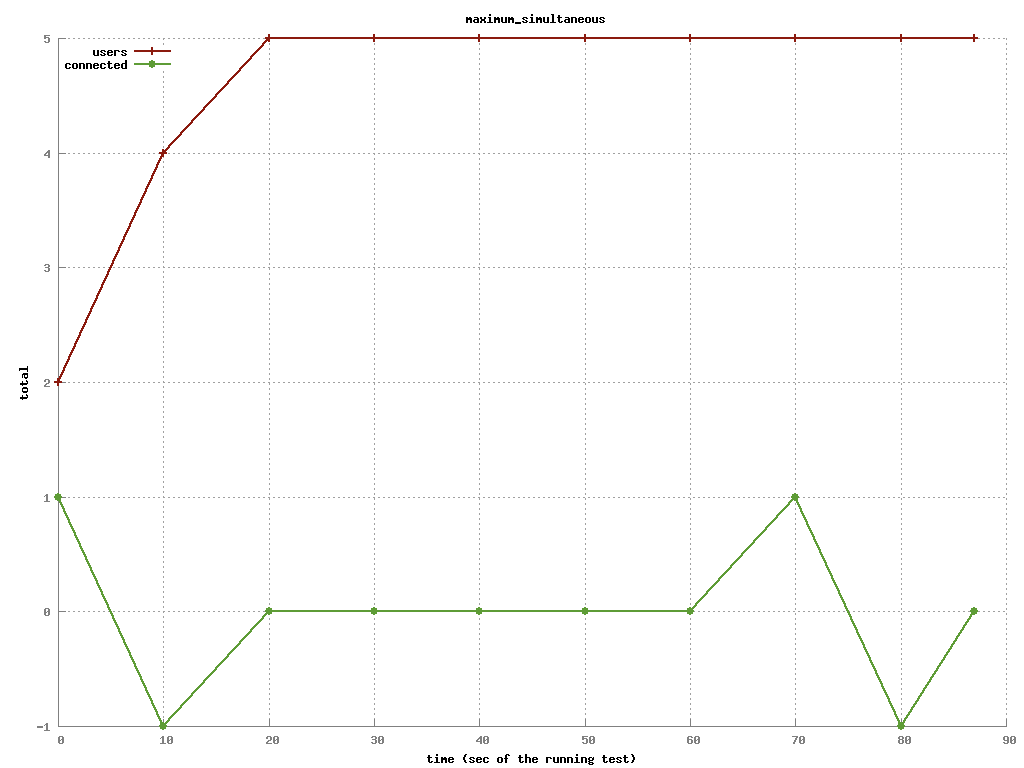 maximum_simultaneous
5
users
connected
4
3
total
2
1
0
-1
0 10 20 30 40 50 60 70 80 90
time (sec of the running test)